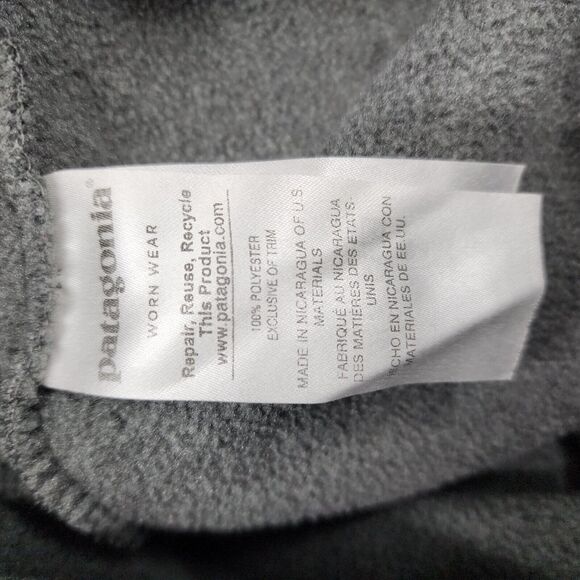 patagonia®
WORN WEAR
Repair, Reuse, Recycle
This Product
www.patagonia.com
100% POLYESTER
EXCLUSIVE OF TRIM
MADE IN NICARAGUA OF U.S.
MATERIALS
FABRIQUÉ AU NICARAGUA
DES MATIÈRES DES ÉTATS-
UNIS
ECHO EN NICARAGUA CON
MATERIALES DE EE.UU.